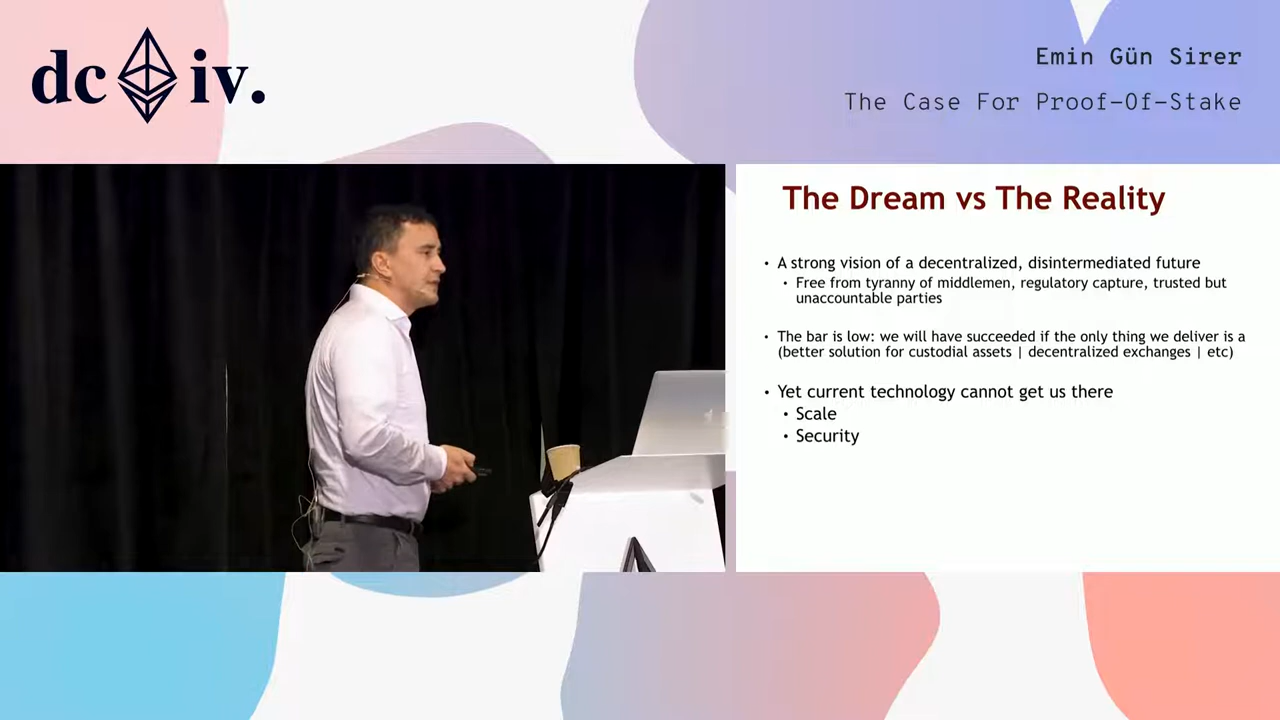 dc iv.
Emin Gün Sirer
The Case For Proof-Of-Stake
The Dream vs The Reality
• A strong vision of a decentralized, disintermediated future
• Free from tyranny of middlemen, regulatory capture, trusted but
unaccountable parties
• The bar is low: we will have succeeded if the only thing we deliver is a
(better solution for custodial assets | decentralized exchanges | etc)
• Yet current technology cannot get us there
• Scale
• Security